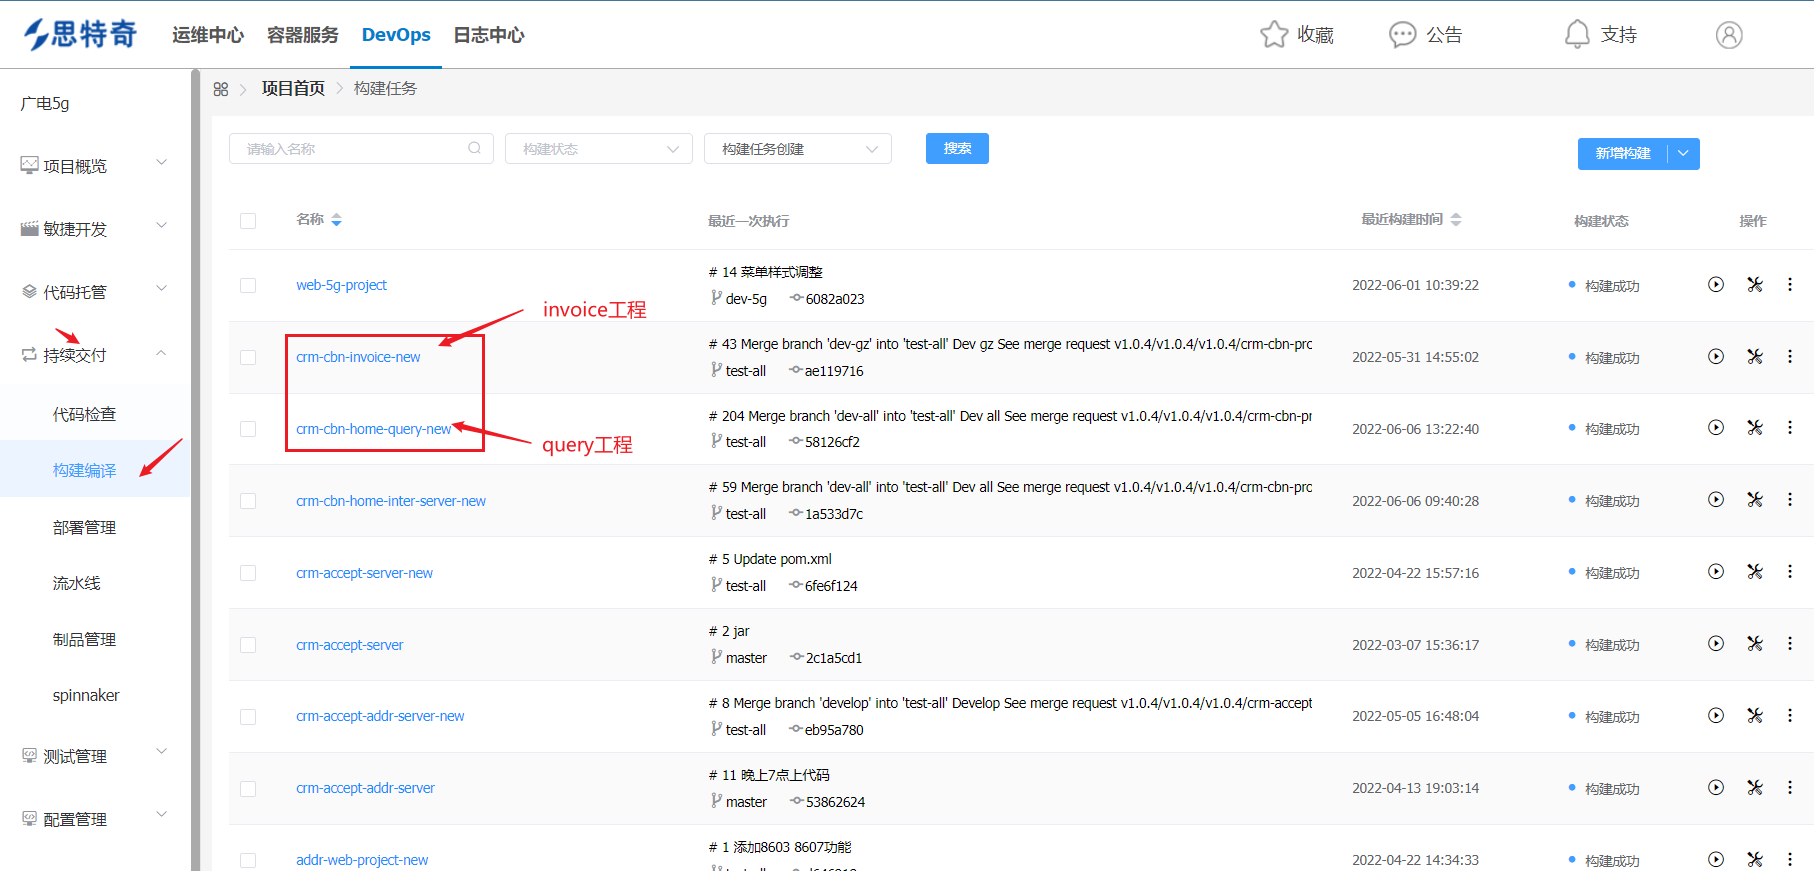 思特奇 运维中心 容器服务 DevOps 日志中心 收藏 公告 支持
广电5g
项目概览
敏捷开发
代码托管
持续交付
代码检查
构建编译
部署管理
流水线
制品管理
spinnaker
测试管理
配置管理
项目首页 构建任务
请输入名称 构建状态 构建任务创建 搜索 新增构建
名称 最近一次执行 最近构建时间 构建状态 操作
web-5g-project
# 14 菜单样式调整
dev-5g 6082a023
2022-06-01 10:39:22 构建成功
invoice工程
crm-cbn-invoice-new
# 43 Merge branch 'dev-gz' into 'test-all' Dev gz See merge request v1.0.4/v1.0.4/v1.0.4/crm-cbn-pro
test-all ae119716
2022-05-31 14:55:02 构建成功
crm-cbn-home-query-new
# 204 Merge branch 'dev-all' into 'test-all' Dev all See merge request v1.0.4/v1.0.4/v1.0.4/crm-cbn-pr
test-all 58126cf2
2022-06-06 13:22:40 构建成功
query工程
crm-cbn-home-inter-server-new
# 59 Merge branch 'dev-all' into 'test-all' Dev all See merge request v1.0.4/v1.0.4/v1.0.4/crm-cbn-pro
test-all 1a533d7c
2022-06-06 09:40:28 构建成功
crm-accept-server-new
# 5 Update pom.xml
test-all 6fe6f124
2022-04-22 15:57:16 构建成功
crm-accept-server
# 2 jar
master 2c1a5cd1
2022-03-07 15:36:17 构建成功
crm-accept-addr-server-new
# 8 Merge branch 'develop' into 'test-all' Develop See merge request v1.0.4/v1.0.4/v1.0.4/crm-accept
test-all eb95a780
2022-05-05 16:48:04 构建成功
crm-accept-addr-server
# 11 晚上7点上代码
master 53862624
2022-04-13 19:03:14 构建成功
addr-web-project-new
# 1 添加8603 8607功能
2022-04-22 14:34:33 构建成功